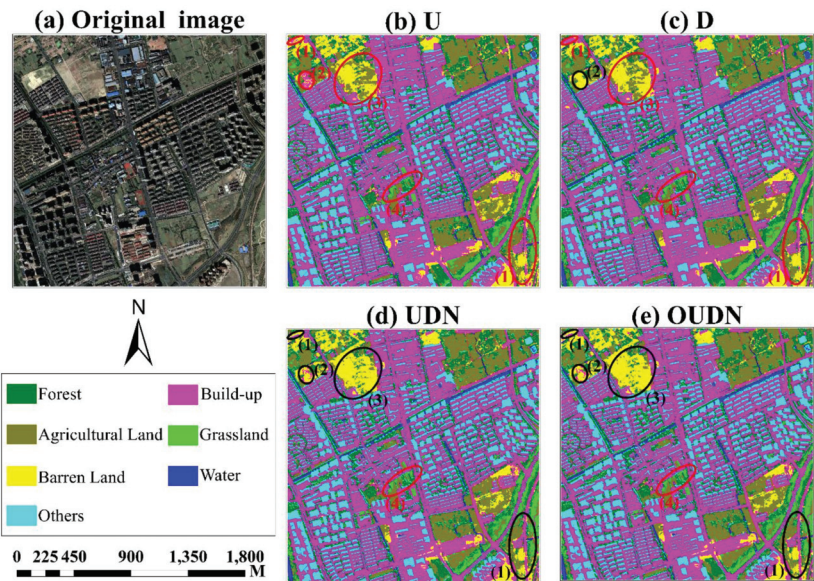 (a) Original image
(b) U
(c) D
(1)
(2)
(3)
(4)
(1)
(1)
(2)
(3)
(4)
(1)
(d) UDN
(e) OUDN
(1)
(2)
(3)
(4)
(1)
(1)
(2)
(3)
(4)
(1)
N
Forest
Build-up
Agricultural Land
Grassland
Barren Land
Water
Others
0 225 450 900 1,350 1,800
M